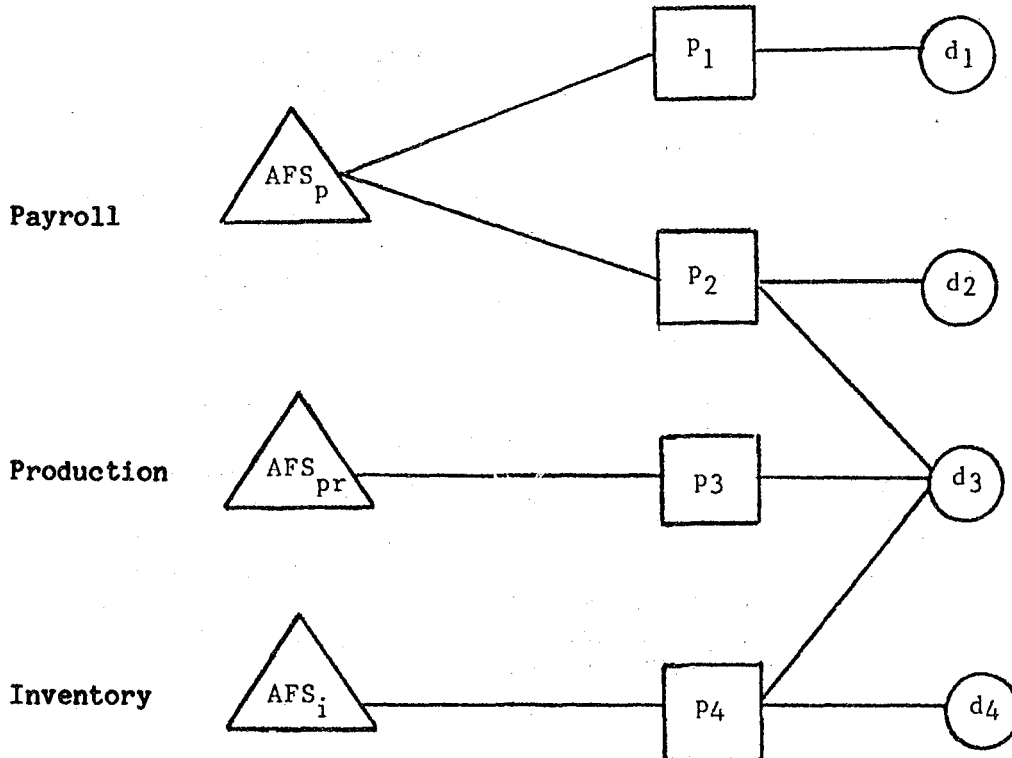 p1
d1
AFSp
Payroll
p2
d2
Production
AFSpr
p3
d3
Inventory
AFSi
p4
d4